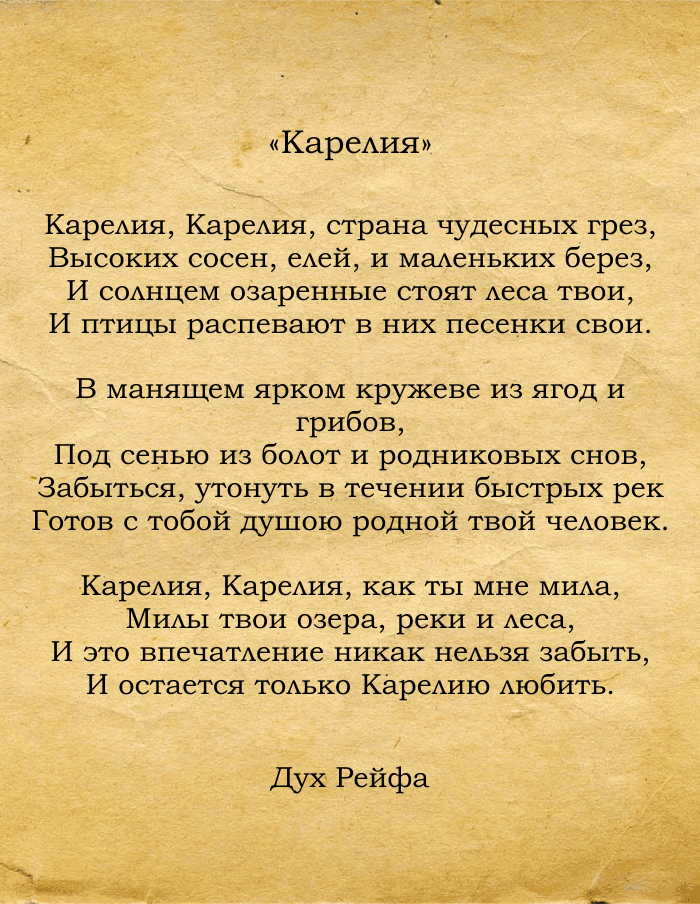 «Карелия»
Карелия, Карелия, страна чудесных грез,
Высоких сосен, елей, и маленьких берез,
И солнцем озаренные стоят леса твои,
И птицы распевают в них песенки свои.
В манящем ярком кружеве из ягод и
грибов,
Под сенью из болот и родниковых снов,
Забыться, утонуть в течении быстрых рек
Готов с тобой душою родной твой человек.
Карелия, Карелия, как ты мне мила,
Милы твои озера, реки и леса,
И это впечатление никак нельзя забыть,
И остается только Карелию любить.
Дух Рейфа